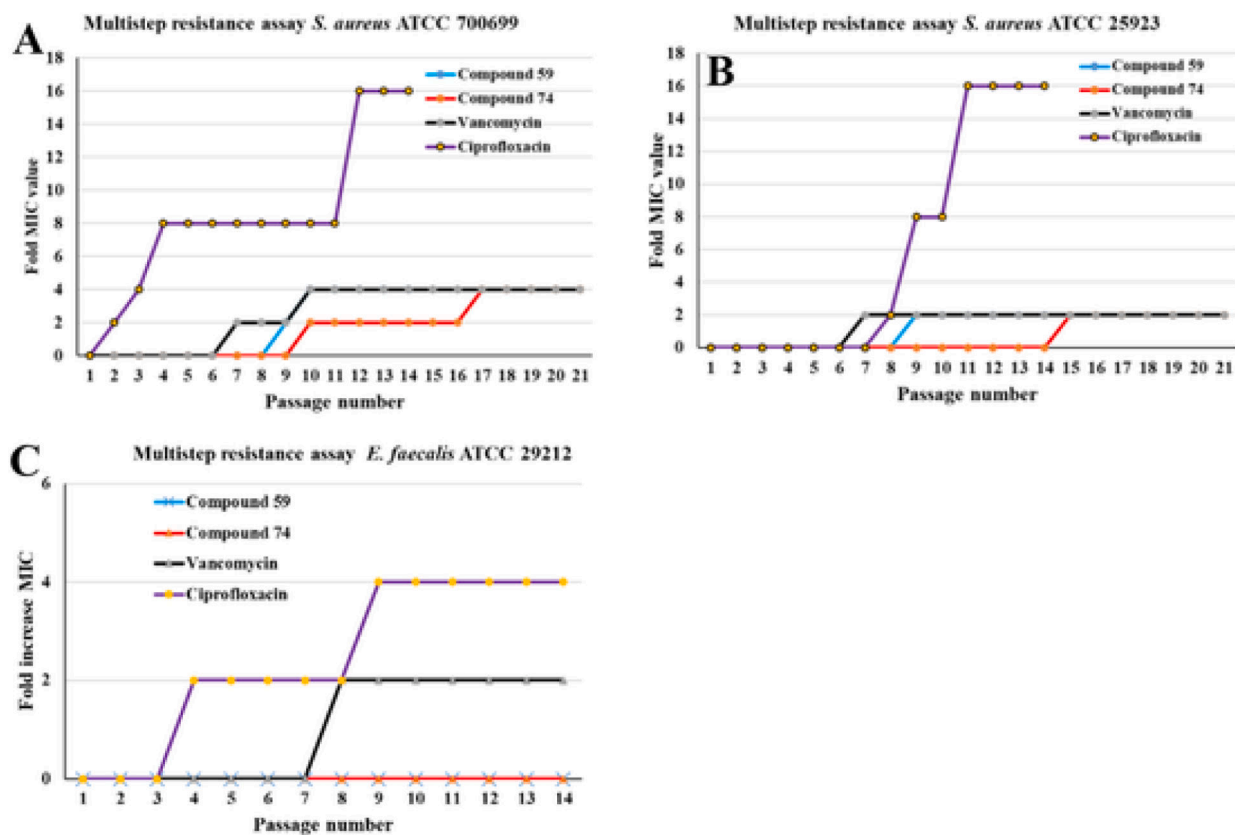 A
Multistep resistance assay S. aureus ATCC 700699
Fold MIC value
18
16
14
12
10
8
6
4
2
0
Compound 59
Compound 74
Vancomycin
Ciprofloxacin
1 2 3 4 5 6 7 8 9 10 11 12 13 14 15 16 17 18 19 20 21
Passage number
B
Multistep resistance assay S. aureus ATCC 25923
Fold MIC value
18
16
14
12
10
8
6
4
2
0
Compound 59
Compound 74
Vancomycin
Ciprofloxacin
1 2 3 4 5 6 7 8 9 10 11 12 13 14 15 16 17 18 19 20 21
Passage number
C
Multistep resistance assay E. faecalis ATCC 29212
Fold increase MIC
6
4
2
0
Compound 59
Compound 74
Vancomycin
Ciprofloxacin
1 2 3 4 5 6 7 8 9 10 11 12 13 14
Passage number